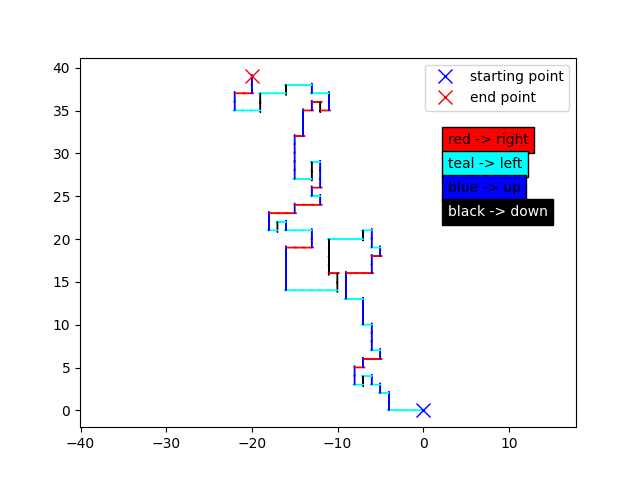 40
35
30
25
20
15
10
5
0
−40
−30
−20
−10
0
10
starting point
end point
red -> right
teal -> left
blue -> up
black -> down